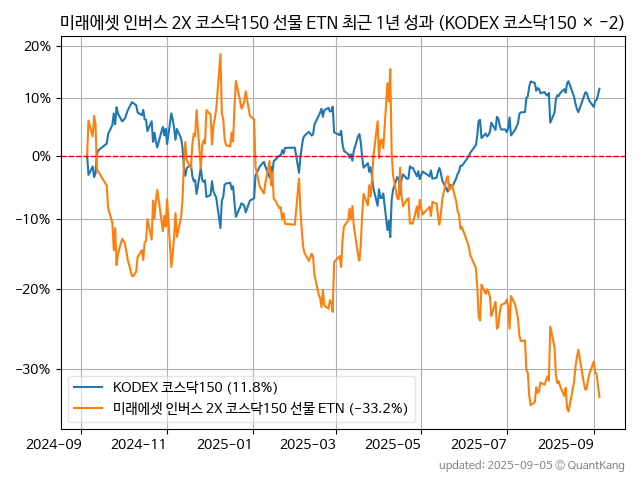 미래에셋 인버스 2X 코스닥150 선물 ETN 최근 1년 성과 (KODEX 코스닥150 × −2)
20%
10%
0%
−10%
−20%
−30%
KODEX 코스닥150 (11.8%)
미래에셋 인버스 2X 코스닥150 선물 ETN (−33.2%)
2024-09 2024-11 2025-01 2025-03 2025-05 2025-07 2025-09
updated: 2025-09-05 © QuantKang